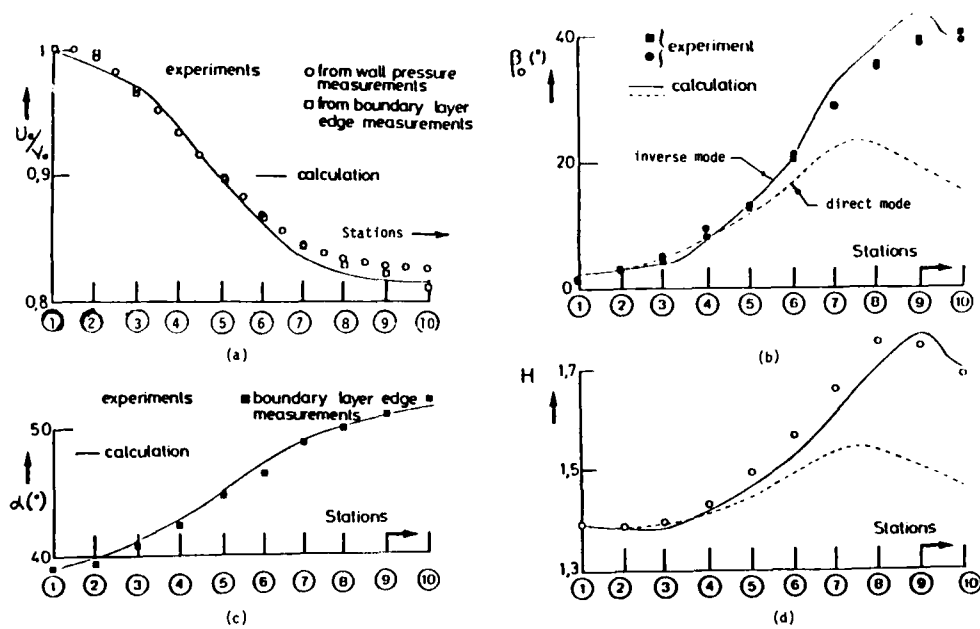 1
experiments
o from wall pressure
measurements
□ from boundary layer
edge measurements
Uₑ/Vₒ
0,9
calculation
Stations
0,8
① ② ③ ④ ⑤ ⑥ ⑦ ⑧ ⑨ ⑩
(a)
40
β₀(°)
experiment
calculation
20
inverse mode
direct mode
Stations
0
① ② ③ ④ ⑤ ⑥ ⑦ ⑧ ⑨ ⑩
(b)
experiments
■ boundary layer edge
measurements
50
calculation
α(°)
Stations
40
① ② ③ ④ ⑤ ⑥ ⑦ ⑧ ⑨ ⑩
(c)
H
1,7
1,5
Stations
1,3
① ② ③ ④ ⑤ ⑥ ⑦ ⑧ ⑨ ⑩
(d)